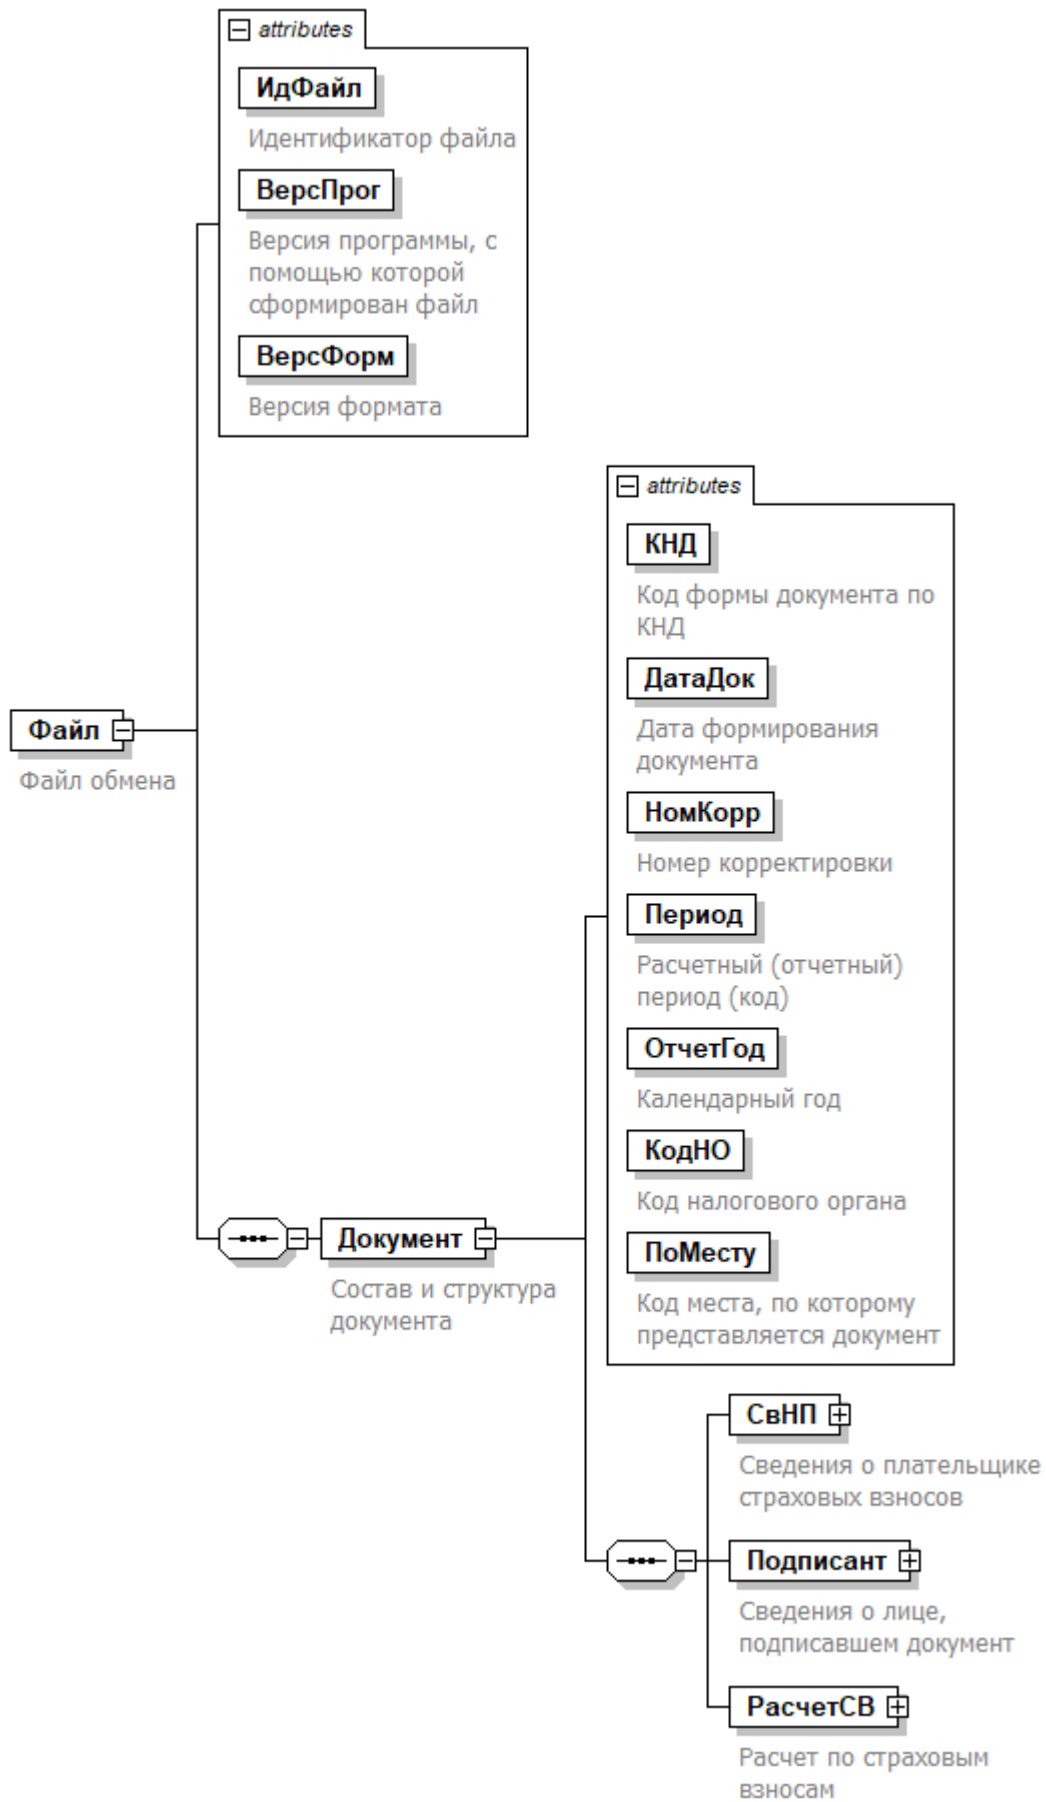 attributes
ИдФайл
Идентификатор файла
ВерсПрог
Версия программы, с
помощью которой
сформирован файл
ВерсФорм
Версия формата
attributes
КНД
Код формы документа по
КНД
ДатаДок
Дата формирования
документа
НомКорр
Номер корректировки
Период
Расчетный (отчетный)
период (код)
ОтчетГод
Календарный год
КодНО
Код налогового органа
ПоМесту
Код места, по которому
представляется документ
Файл
Файл обмена
Документ
Состав и структура
документа
СвНП
Сведения о плательщике
страховых взносов
Подписант
Сведения о лице,
подписавшем документ
РасчетСВ
Расчет по страховым
взносам